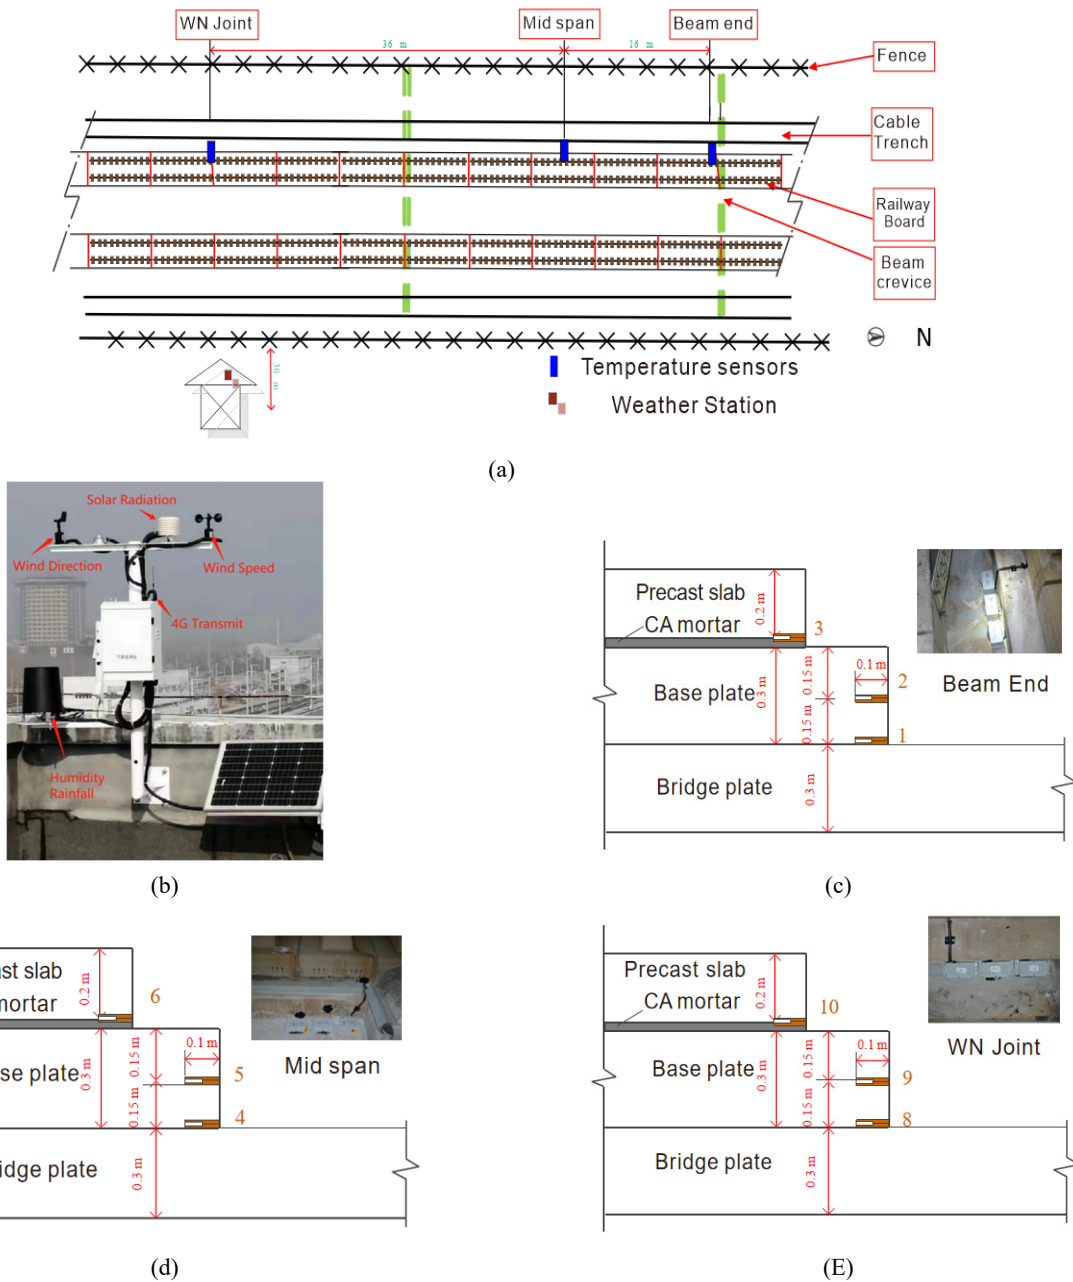 WN Joint
Mid span
Beam end
36 m
16 m
Fence
Cable
Trench
Railway
Board
Beam
crevice
N
30 m
Temperature sensors
Weather Station
(a)
Solar Radiation
Wind Direction
Wind Speed
4G Transmit
Humidity
Rainfall
(b)
Precast slab
CA mortar
0.2 m
3
Base plate
0.3 m
0.15 m
0.15 m
0.1 m
2
1
Bridge plate
0.3 m
Beam End
(c)
ast slab
mortar
0.2 m
6
se plate
0.3 m
0.15 m
0.15 m
0.1 m
5
4
idge plate
0.3 m
Mid span
(d)
Precast slab
CA mortar
0.2 m
10
Base plate
0.3 m
0.15 m
0.15 m
0.1 m
9
8
Bridge plate
0.3 m
WN Joint
(E)